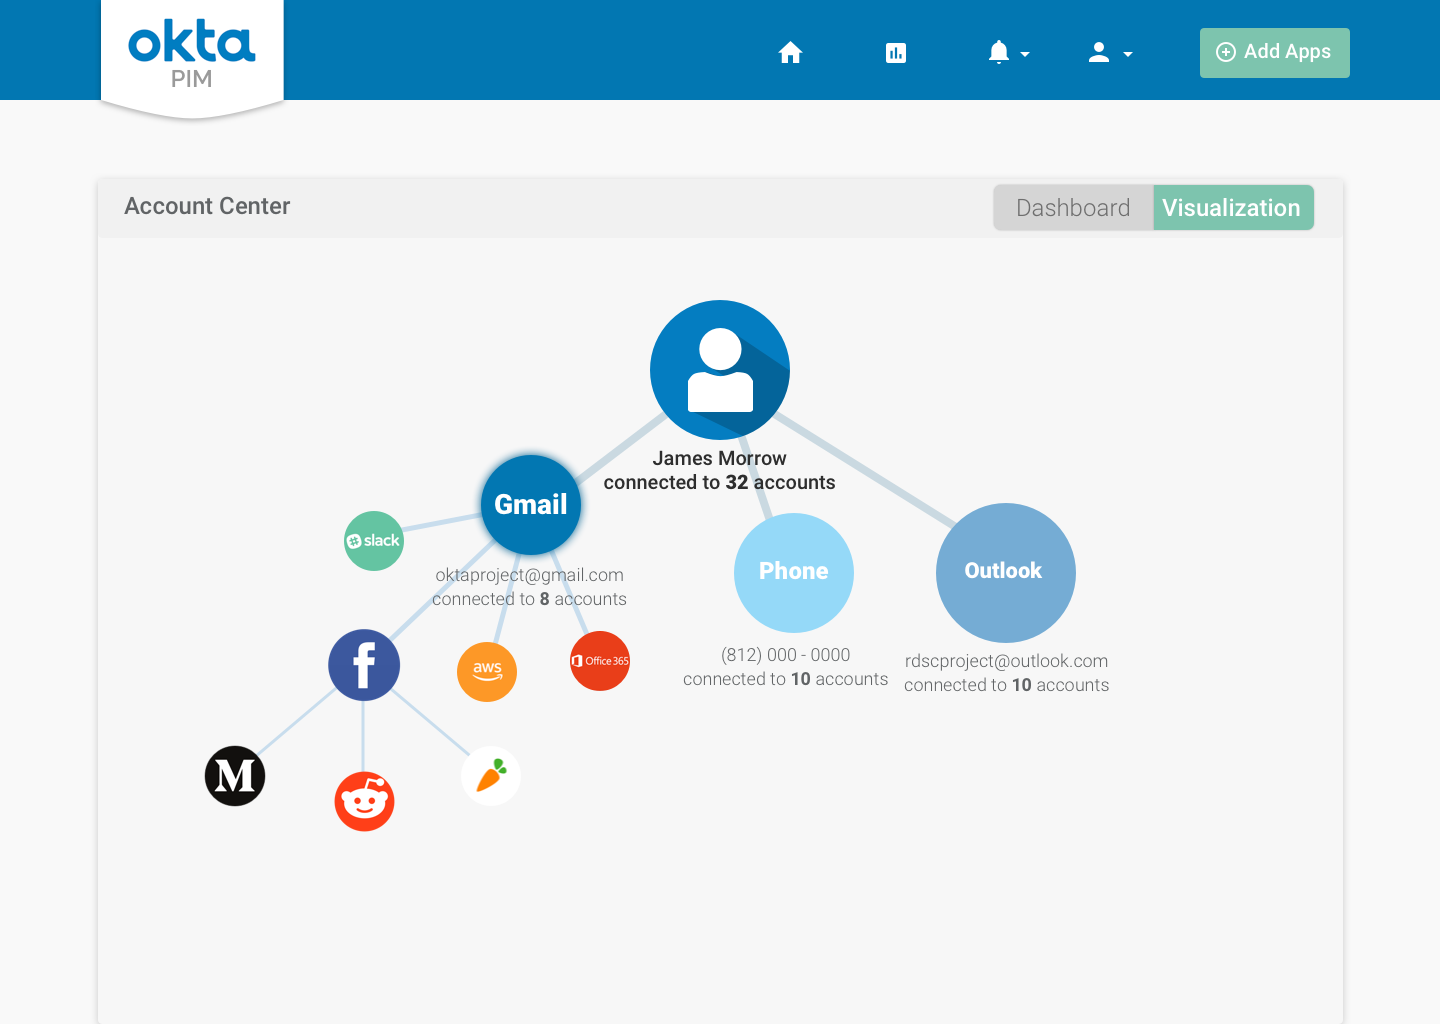 okta
PIM
Add Apps
Account Center
Dashboard
Visualization
James Morrow
connected to 32 accounts
Gmail
slack
oktaproject@gmail.com
connected to 8 accounts
Phone
Outlook
f
aws
Office 365
(812) 000 - 0000
connected to 10 accounts
rdscproject@outlook.com
connected to 10 accounts
M